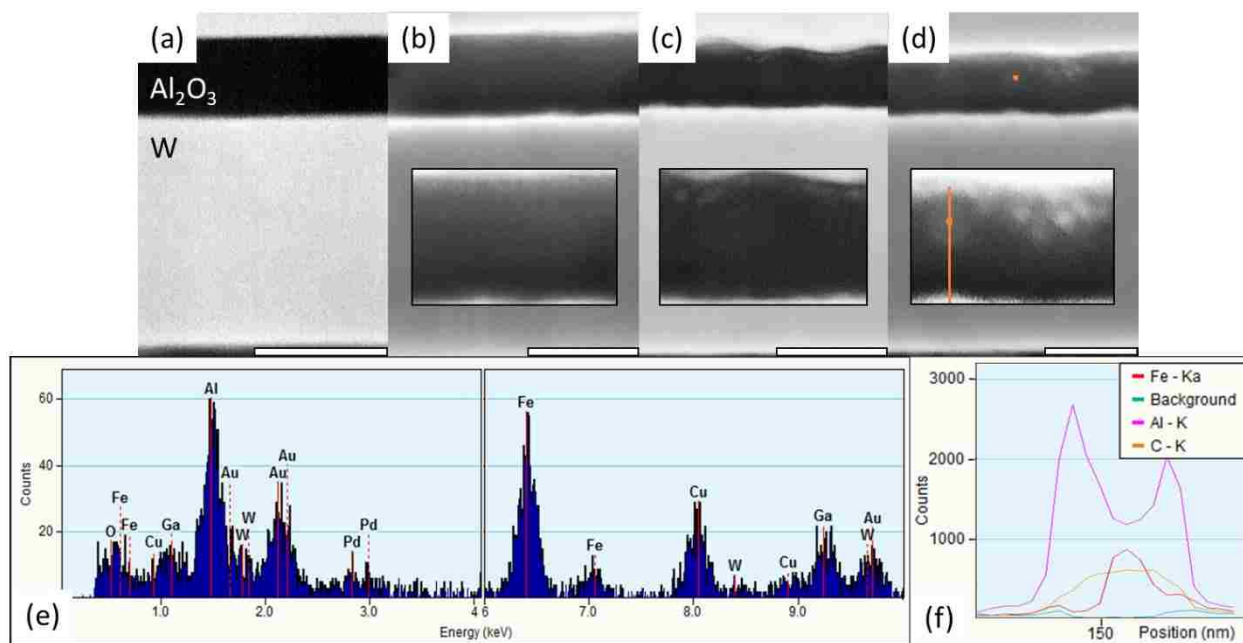 (a)
(b)
(c)
(d)
Al₂O₃
W
60
40
20
Counts
O
Fe
Fe
Cu
Ga
Al
Au
W
W
Au
Au
Pd
Pd
Fe
Fe
Cu
W
Cu
Ga
W
Au
1.0
2.0
3.0
4
6
7.0
8.0
9.0
Energy (keV)
(e)
3000
2000
1000
Counts
Fe - Ka
Background
Al - K
C - K
150
Position (nm)
(f)